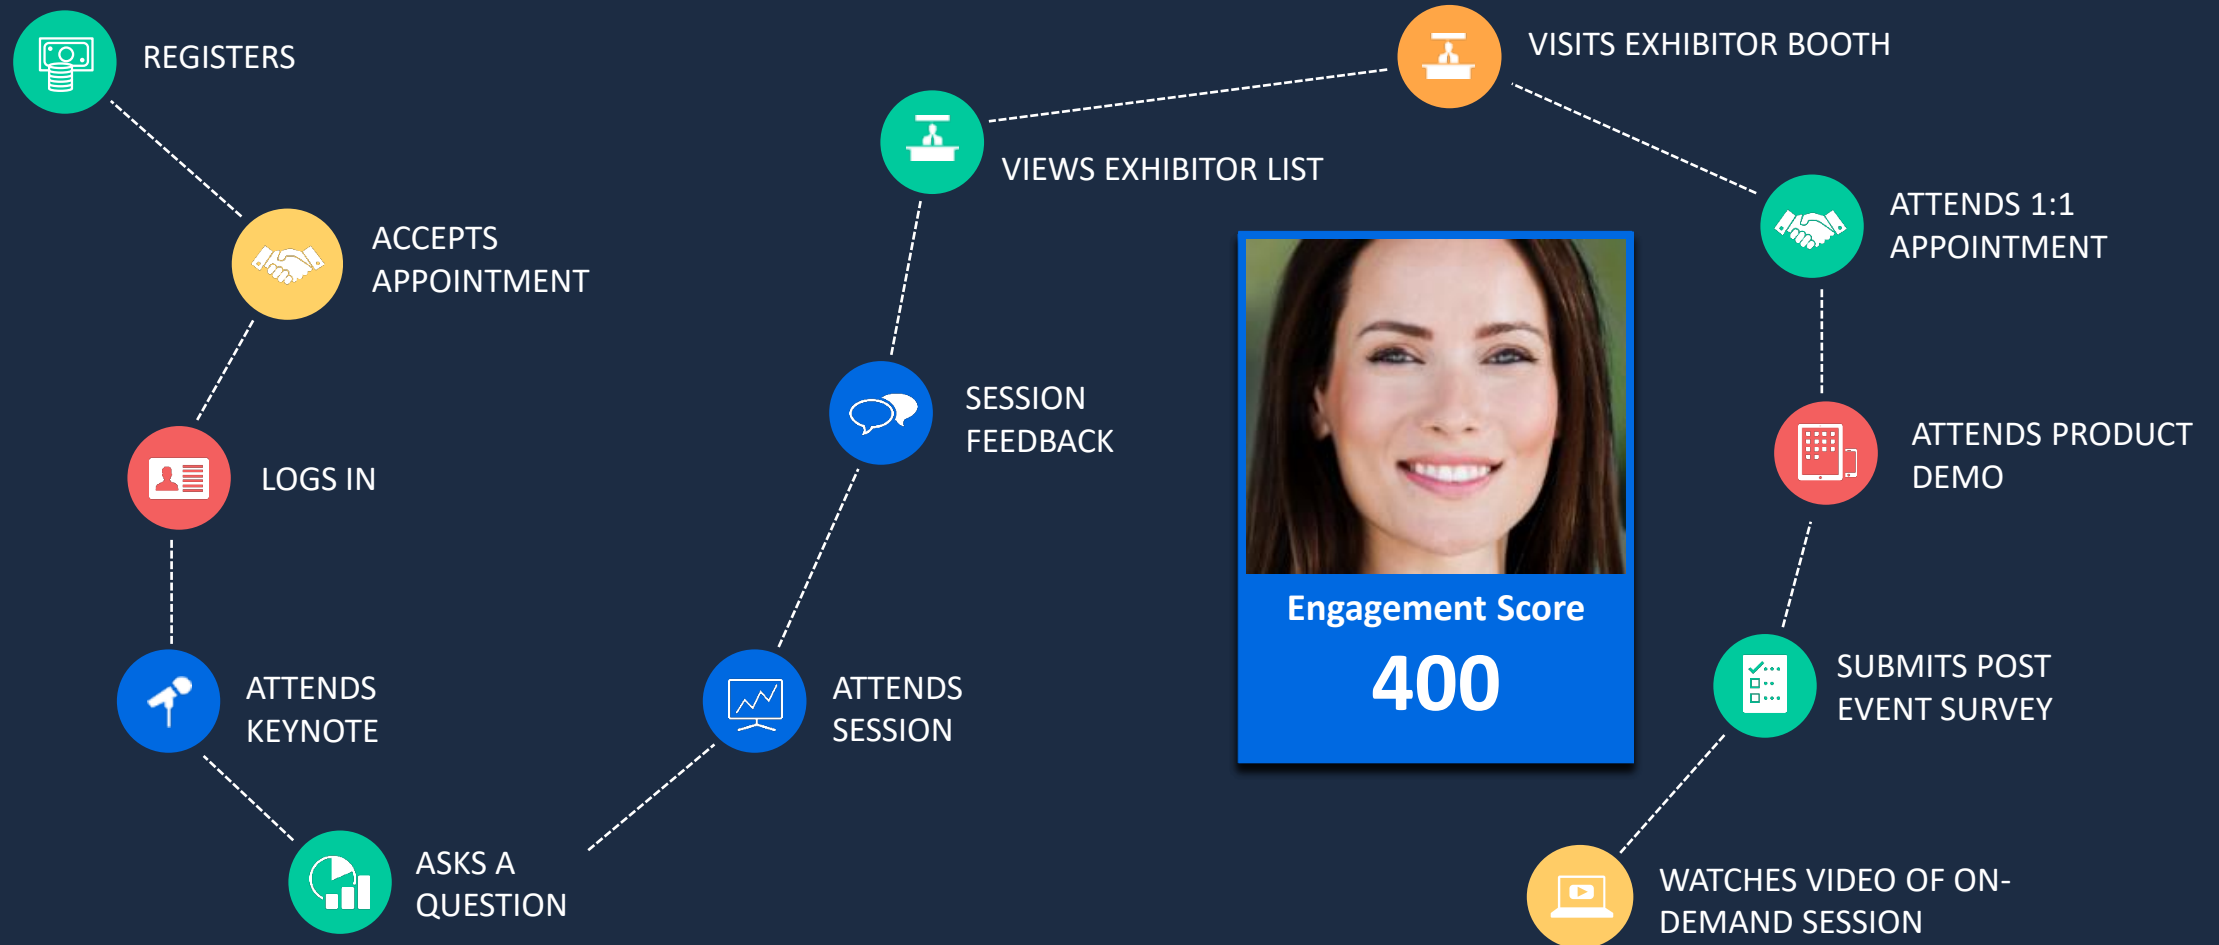 REGISTERS
ACCEPTS
APPOINTMENT
LOGS IN
ATTENDS
KEYNOTE
ASKS A
QUESTION
ATTENDS
SESSION
SESSION
FEEDBACK
VIEWS EXHIBITOR LIST
VISITS EXHIBITOR BOOTH
ATTENDS 1:1
APPOINTMENT
ATTENDS PRODUCT
DEMO
SUBMITS POST
EVENT SURVEY
WATCHES VIDEO OF ON-
DEMAND SESSION
Engagement Score
400